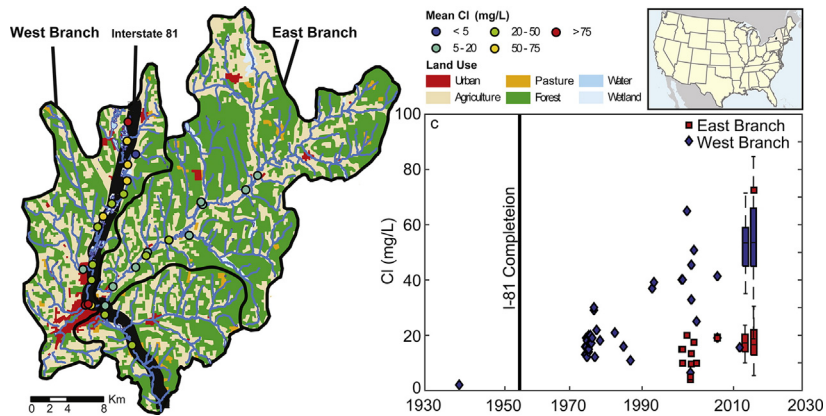 West Branch
Interstate 81
East Branch
Mean Cl (mg/L)
< 5
20 - 50
> 75
5 - 20
50 - 75
Land Use
Urban
Pasture
Water
Agriculture
Forest
Wetland
0 2 4 8 Km
C
East Branch
West Branch
I-81 Completeion
Cl (mg/L)
100
80
60
40
20
0
1930
1950
1970
1990
2010
2030